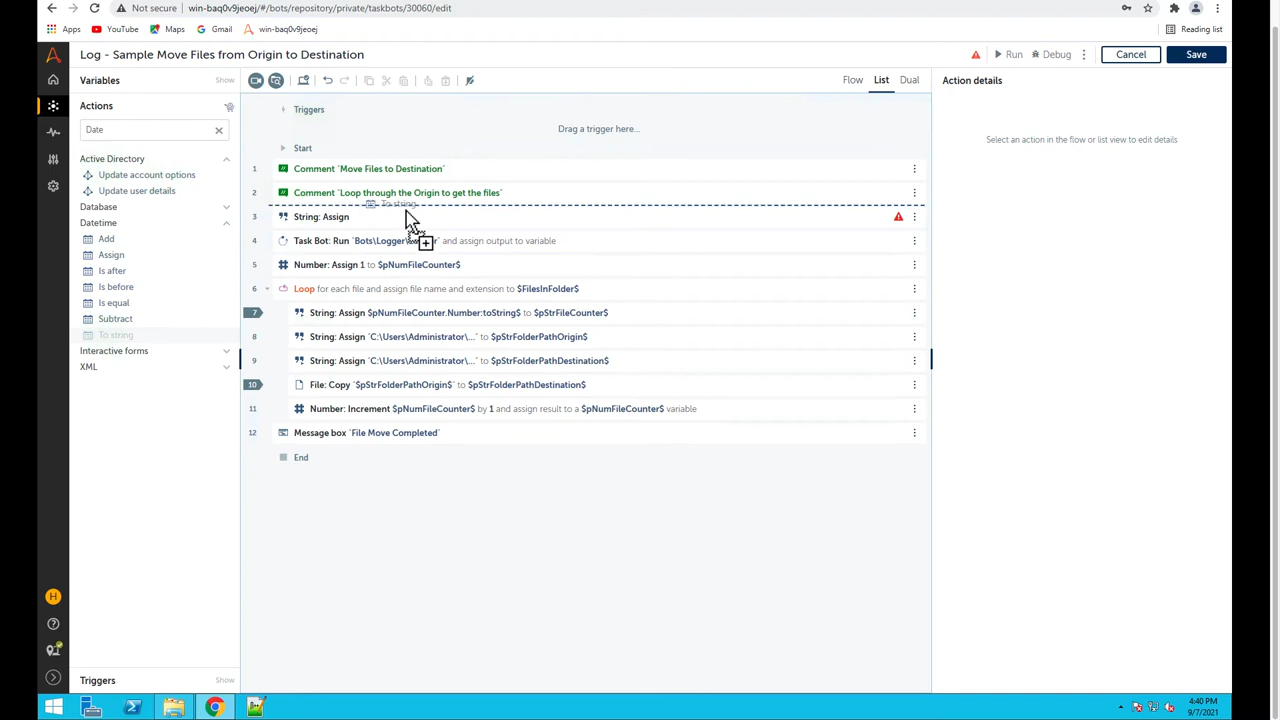 Not secure
win-baq0v9jeoej/#/bots/repository/private/taskbots/30060/edit
Apps
YouTube
Maps
Gmail
win-baq0v9jeoej
Reading list
Log - Sample Move Files from Origin to Destination
Run
Debug
Cancel
Save
Variables
Show
Flow
List
Dual
Action details
Actions
Date
Select an action in the flow or list view to edit details
Active Directory
Update account options
Update user details
Database
Datetime
Add
Assign
Is after
Is before
Is equal
Subtract
To string
Interactive forms
XML
Triggers
Show
Triggers
Drag a trigger here...
Start
1 Comment "Move Files to Destination"
2 Comment "Loop through the Origin to get the files"
To string
3 String: Assign
4 Task Bot: Run "Bots\Logger\ and assign output to variable
5 Number: Assign 1 to $pNumFileCounter$
6 Loop for each file and assign file name and extension to $FilesInFolder$
7 String: Assign $pNumFileCounter.Number:toString$ to $pStrFileCounter$
8 String: Assign "C:\Users\Administrator\..." to $pStrFolderPathOrigin$
9 String: Assign "C:\Users\Administrator\..." to $pStrFolderPathDestination$
10 File: Copy "$pStrFolderPathOrigin$" to $pStrFolderPathDestination$
11 Number: Increment $pNumFileCounter$ by 1 and assign result to a $pNumFileCounter$ variable
12 Message box "File Move Completed"
End
H
4:40 PM
9/7/2021